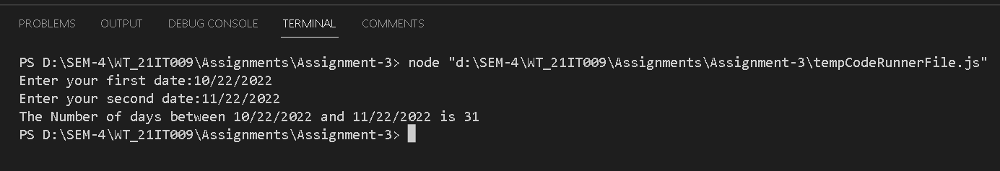 PROBLEMS OUTPUT DEBUG CONSOLE TERMINAL COMMENTS
PS D:\SEM-4\WT_21IT009\Assignments\Assignment-3> node "d:\SEM-4\WT_21IT009\Assignments\Assignment-3\tempCodeRunnerFile.js"
Enter your first date:10/22/2022
Enter your second date:11/22/2022
The Number of days between 10/22/2022 and 11/22/2022 is 31
PS D:\SEM-4\WT_21IT009\Assignments\Assignment-3>